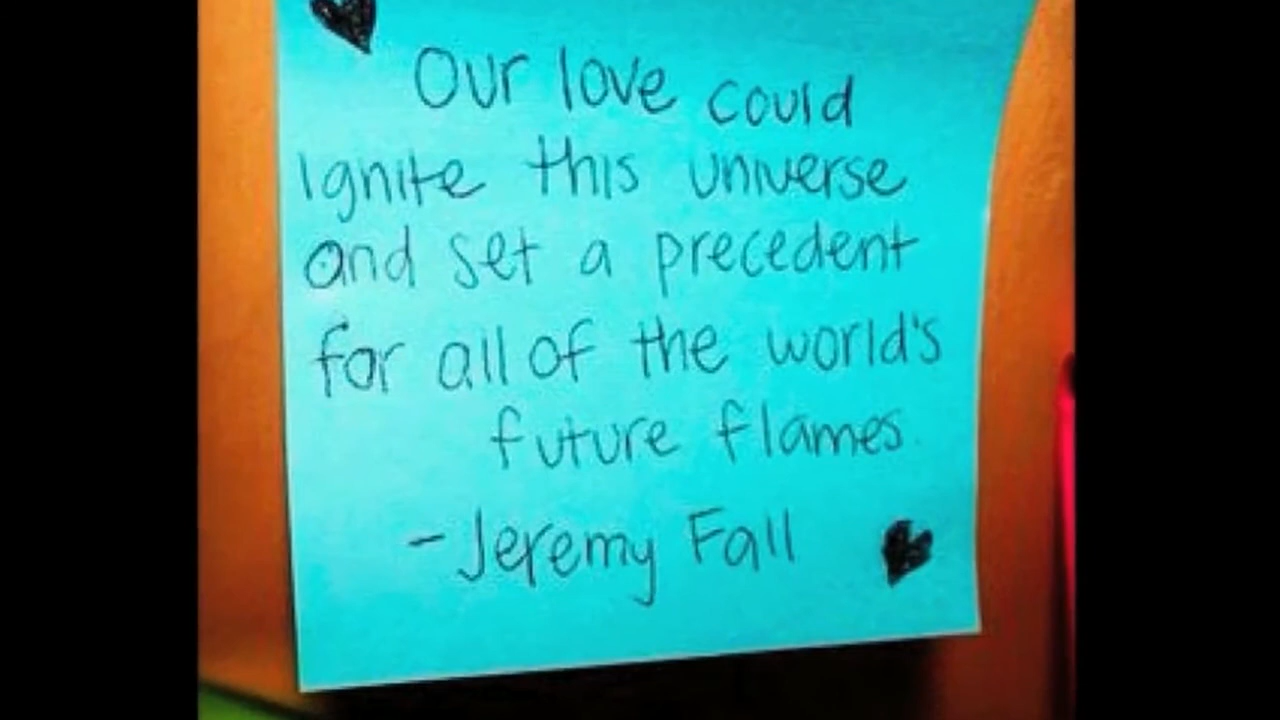 Our love could
Ignite this universe
and set a precedent
for all of the world's
future flames.
-Jeremy Fall